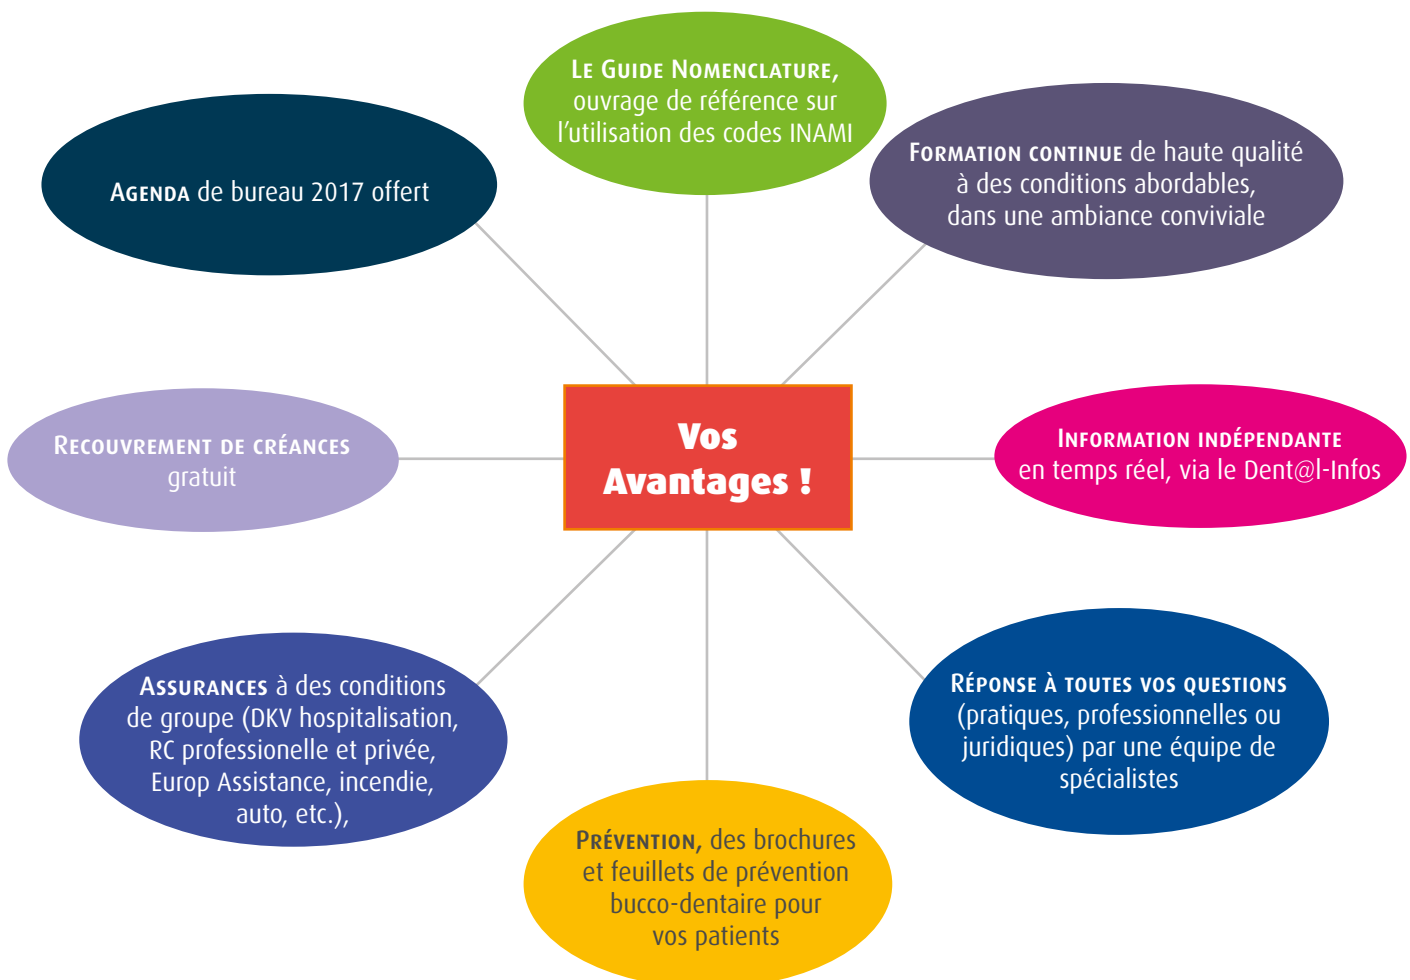 Le Guide Nomenclature,
ouvrage de référence sur
l'utilisation des codes INAMI
Agenda de bureau 2017 offert
Formation continue de haute qualité
à des conditions abordables,
dans une ambiance conviviale
Recouvrement de créances
gratuit
Vos
Avantages !
Information indépendante
en temps réel, via le Dent@l-Infos
Assurances à des conditions
de groupe (DKV hospitalisation,
RC professionelle et privée,
Europ Assistance, incendie,
auto, etc.),
Réponse à toutes vos questions
(pratiques, professionnelles ou
juridiques) par une équipe de
spécialistes
Prévention, des brochures
et feuillets de prévention
bucco-dentaire pour
vos patients